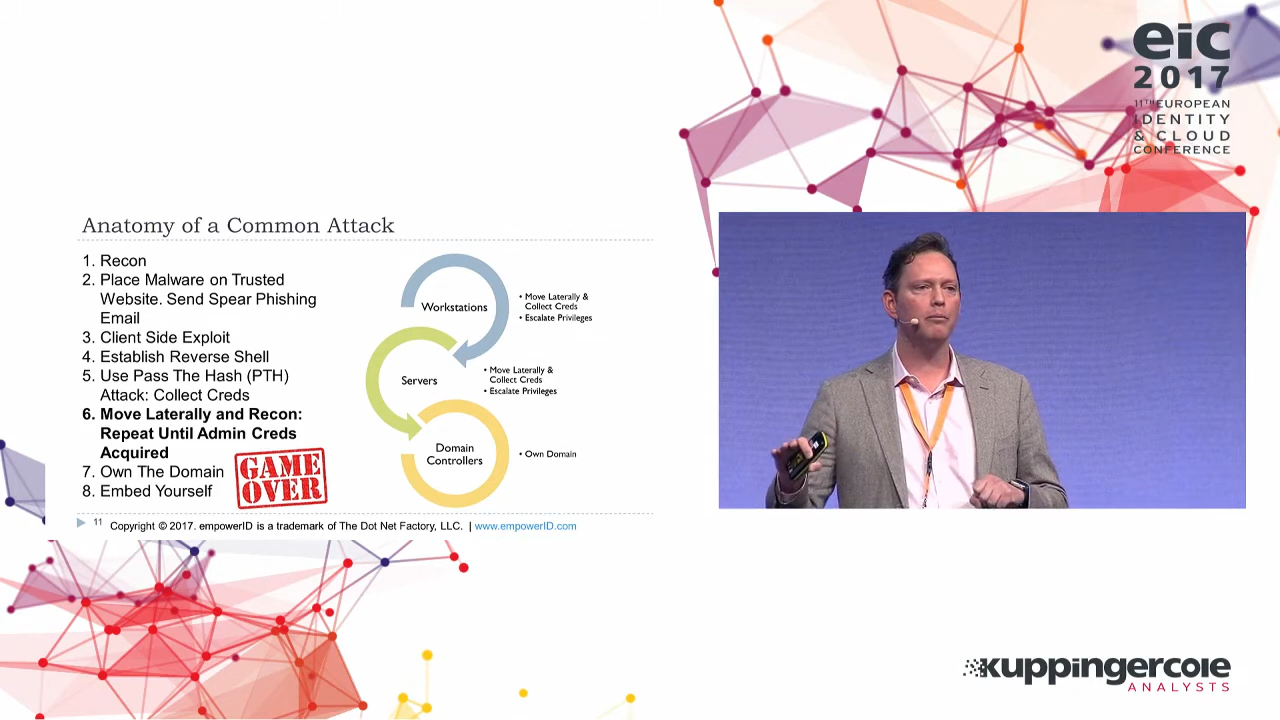 eic
2017
11TH EUROPEAN
IDENTITY
& CLOUD
CONFERENCE
Anatomy of a Common Attack
1. Recon
2. Place Malware on Trusted
Website. Send Spear Phishing
Email
3. Client Side Exploit
4. Establish Reverse Shell
5. Use Pass The Hash (PTH)
Attack: Collect Creds
6. Move Laterally and Recon:
Repeat Until Admin Creds
Acquired
7. Own The Domain
8. Embed Yourself
GAME
OVER
Workstations
• Move Laterally &
Collect Creds
• Escalate Privileges
Servers
• Move Laterally &
Collect Creds
• Escalate Privileges
Domain
Controllers
• Own Domain
11 Copyright © 2017. empowerID is a trademark of The Dot Net Factory, LLC. | www.empowerID.com
kuppingercole
ANALYSTS